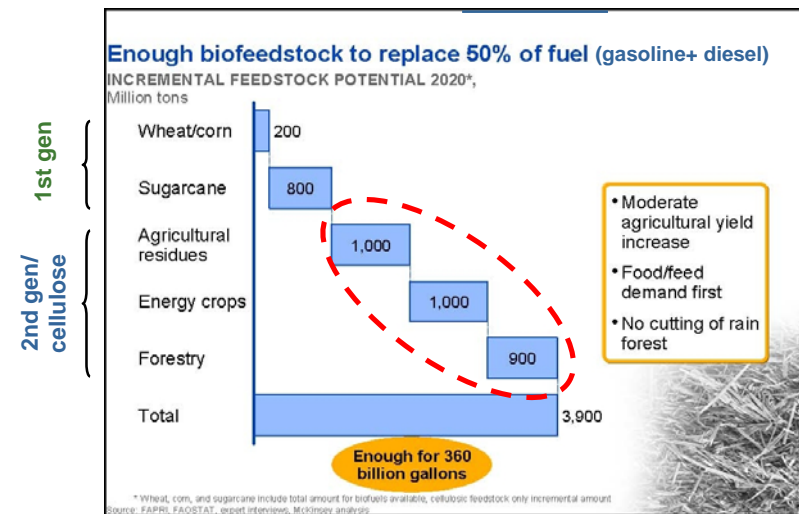 Enough biofeedstock to replace 50% of fuel (gasoline+ diesel)
INCREMENTAL FEEDSTOCK POTENTIAL 2020*,
Million tons
1st gen
Wheat/corn 200
Sugarcane 800
2nd gen/
cellulose
Agricultural
residues 1,000
Energy crops 1,000
Forestry 900
Total 3,900
• Moderate
agricultural yield
increase
• Food/feed
demand first
• No cutting of rain
forest
Enough for 360
billion gallons
* Wheat, corn, and sugarcane include total amount for biofuels available, cellulosic feedstock only incremental amount
Source: FAPRI, FAOSTAT, expert interviews, McKinsey analysis